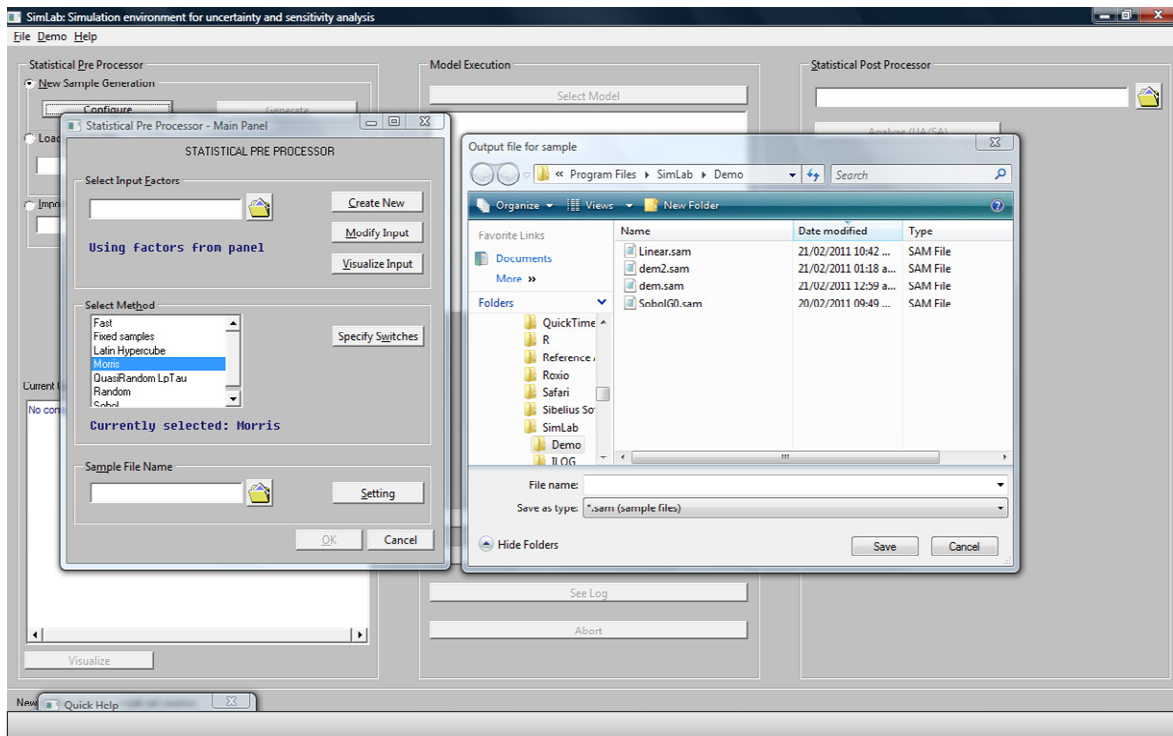 SimLab: Simulation environment for uncertainty and sensitivity analysis
File Demo Help
Statistical Pre Processor
New Sample Generation
Configure
Generate
Model Execution
Select Model
Statistical Post Processor
Analyse (UA/SA)
Statistical Pre Processor - Main Panel
STATISTICAL PRE PROCESSOR
Select Input Factors
Create New
Modify Input
Using factors from panel
Visualize Input
Select Method
Fast
Fixed samples
Latin Hypercube
Morris
QuasiRandom LpTau
Random
Sobol
Specify Switches
Currently selected: Morris
Sample File Name
Setting
OK
Cancel
Output file for sample
« Program Files SimLab Demo
Search
Organize Views New Folder
Favorite Links
Documents
More »
Folders
QuickTime
R
Reference
Roxio
Safari
Sibelius So
SimLab
Demo
ILOG
Name Date modified Type
Linear.sam 21/02/2011 10:42 ... SAM File
dem2.sam 21/02/2011 01:18 a... SAM File
dem.sam 21/02/2011 12:59 a... SAM File
SobolG0.sam 20/02/2011 09:49 ... SAM File
File name:
Save as type: *.sam (sample files)
Hide Folders
Save
Cancel
See Log
Abort
Load
Impo
Current
No con
Visualize
New
Quick Help